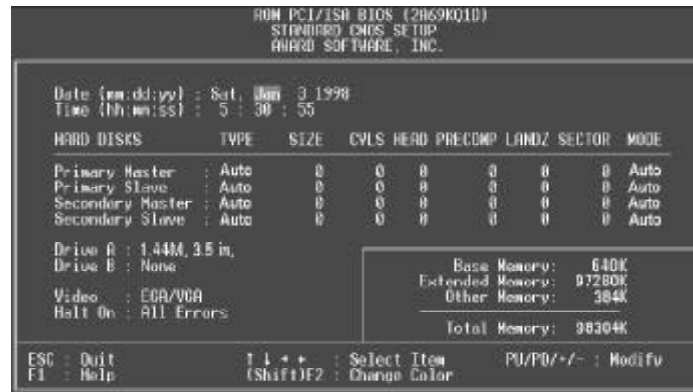 ROM PCI/ISA BIOS (2A69KQ1D)
STANDARD CMOS SETUP
AWARD SOFTWARE, INC.
Date (mm:dd:yy) : Sat, Jan 3 1998
Time (hh:mm:ss) : 5 : 30 : 55
HARD DISKS TYPE SIZE CYLS HEAD PRECOMP LANDZ SECTOR MODE
Primary Master : Auto 0 0 0 0 0 0 Auto
Primary Slave : Auto 0 0 0 0 0 0 Auto
Secondary Master : Auto 0 0 0 0 0 0 Auto
Secondary Slave : Auto 0 0 0 0 0 0 Auto
Drive A : 1.44M, 3.5 in,
Drive B : None
Video : EGA/VGA
Halt On : All Errors
Base Memory: 640K
Extended Memory: 97280K
Other Memory: 384K
Total Memory: 98304K
ESC : Quit ↑ ↓ → ← : Select Item PU/PD/+/- : Modify
F1 : Help (Shift)F2 : Change Color